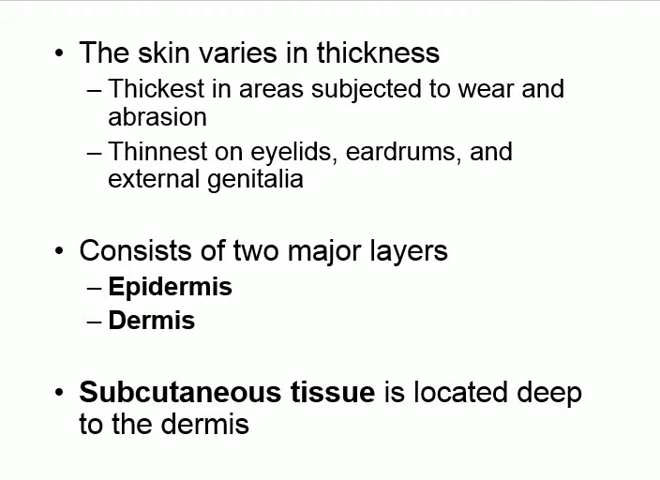 • The skin varies in thickness
– Thickest in areas subjected to wear and
abrasion
– Thinnest on eyelids, eardrums, and
external genitalia
• Consists of two major layers
– Epidermis
– Dermis
• Subcutaneous tissue is located deep
to the dermis